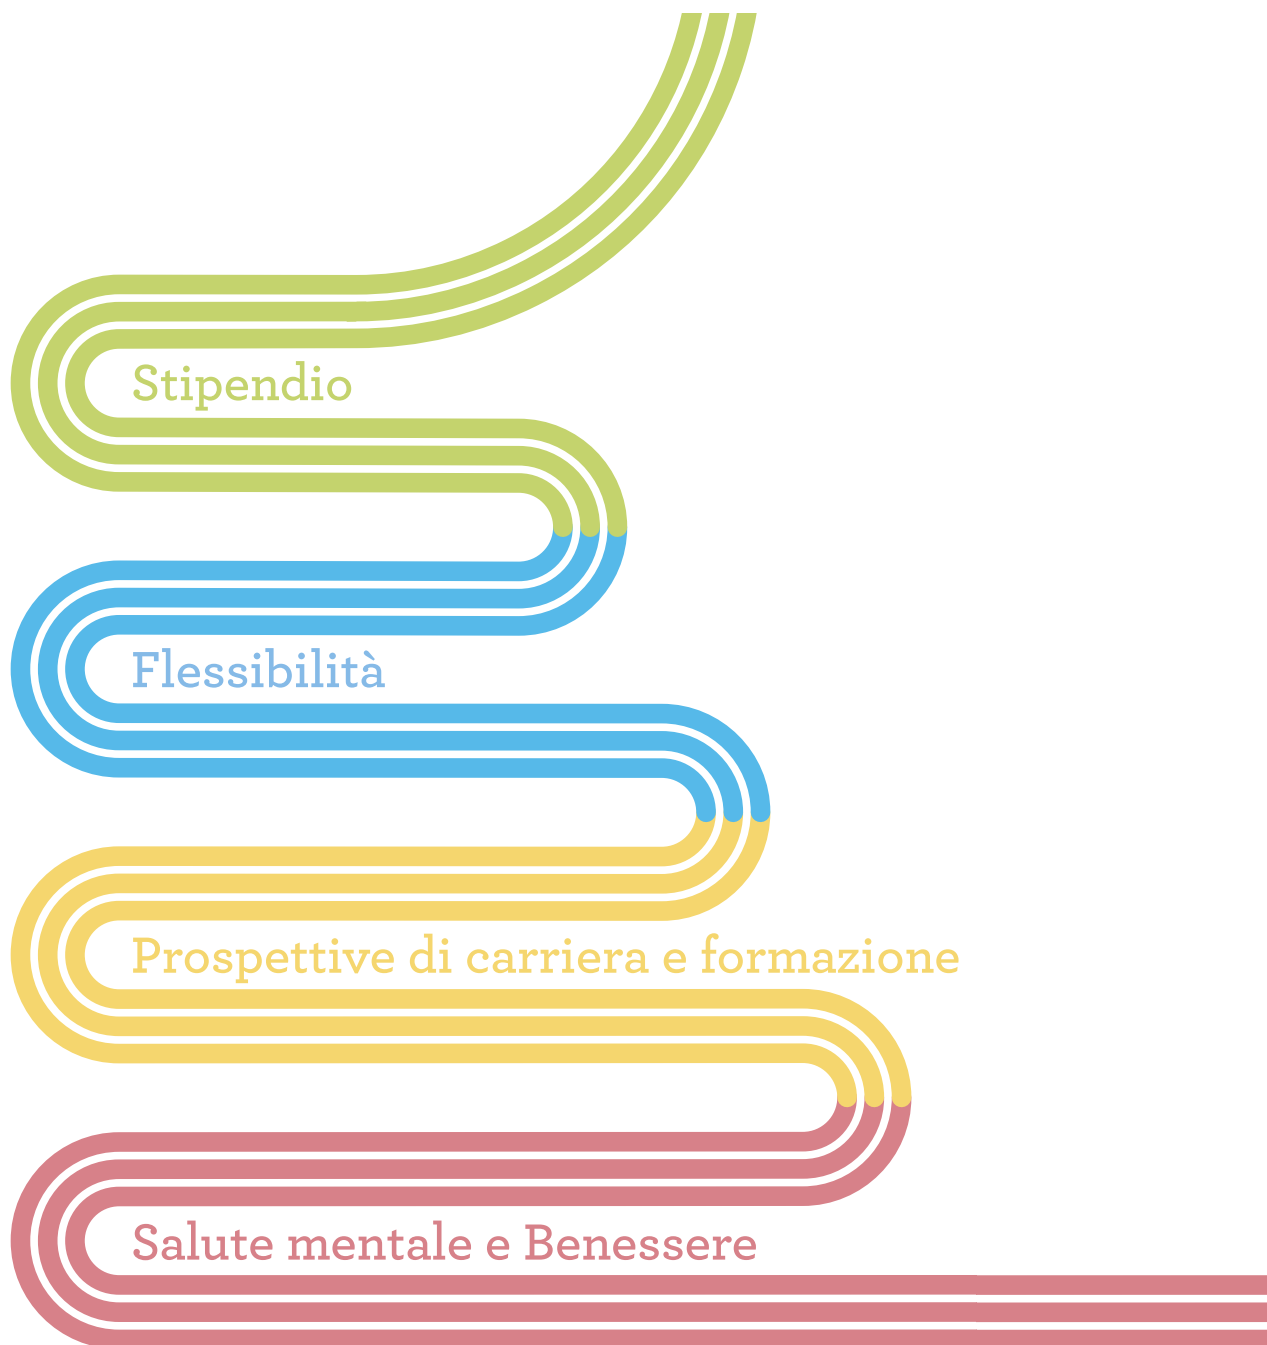 Stipendio
Flessibilità
Prospettive di carriera e formazione
Salute mentale e Benessere